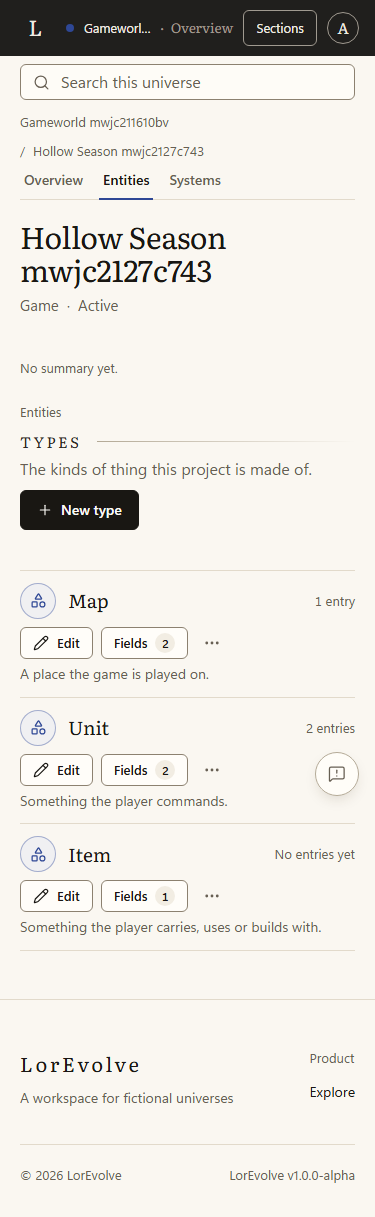 L
Gameworl... · Overview
Sections
A
Search this universe
Gameworld mwjc211610bv
/ Hollow Season mwjc2127c743
Overview Entities Systems
Hollow Season
mwjc2127c743
Game · Active
No summary yet.
Entities
TYPES
The kinds of thing this project is made of.
+ New type
Map 1 entry
Edit Fields 2 ···
A place the game is played on.
Unit 2 entries
Edit Fields 2 ···
Something the player commands.
Item No entries yet
Edit Fields 1 ···
Something the player carries, uses or builds with.
LorEvolve
A workspace for fictional universes
Product
Explore
© 2026 LorEvolve LorEvolve v1.0.0-alpha